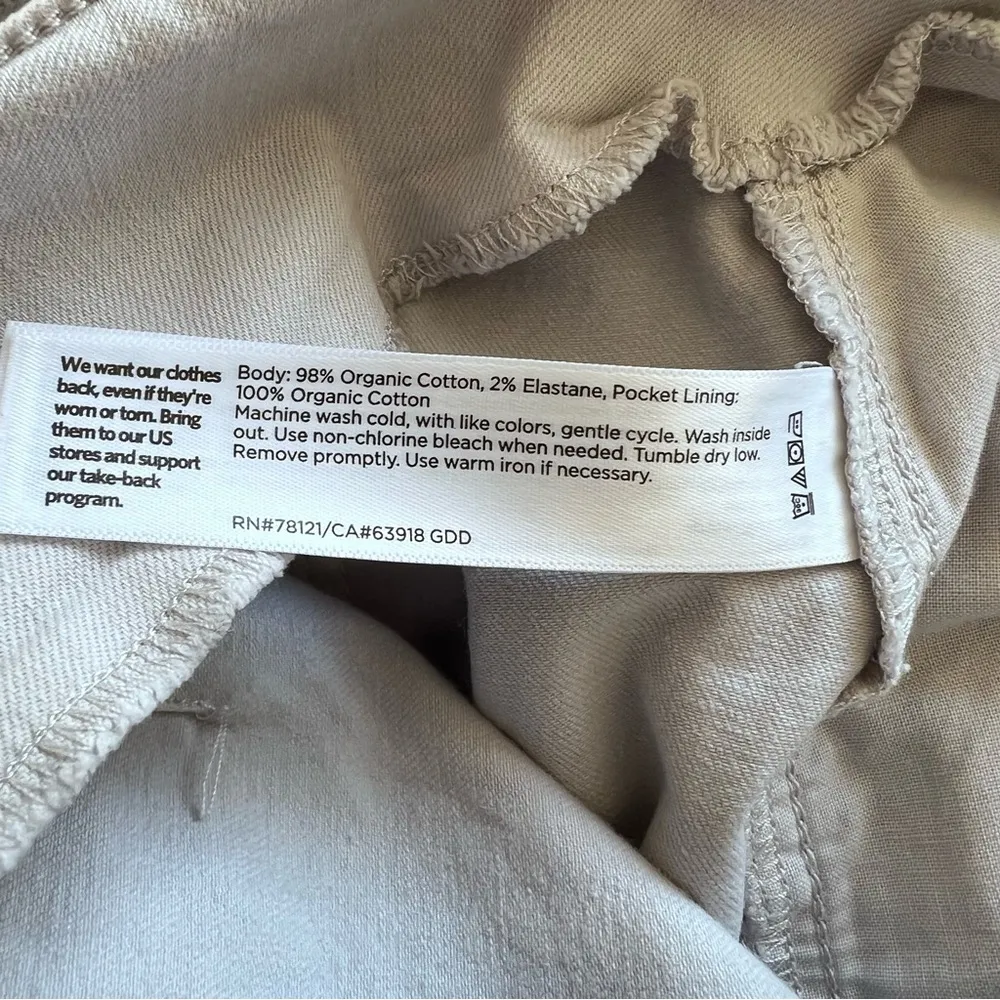 We want our clothes
back, even if they're
worn or torn. Bring
them to our US
stores and support
our take-back
program.
Body: 98% Organic Cotton, 2% Elastane, Pocket Lining:
100% Organic Cotton
Machine wash cold, with like colors, gentle cycle. Wash inside
out. Use non-chlorine bleach when needed. Tumble dry low.
Remove promptly. Use warm iron if necessary.
RN#78121/CA#63918 GDD